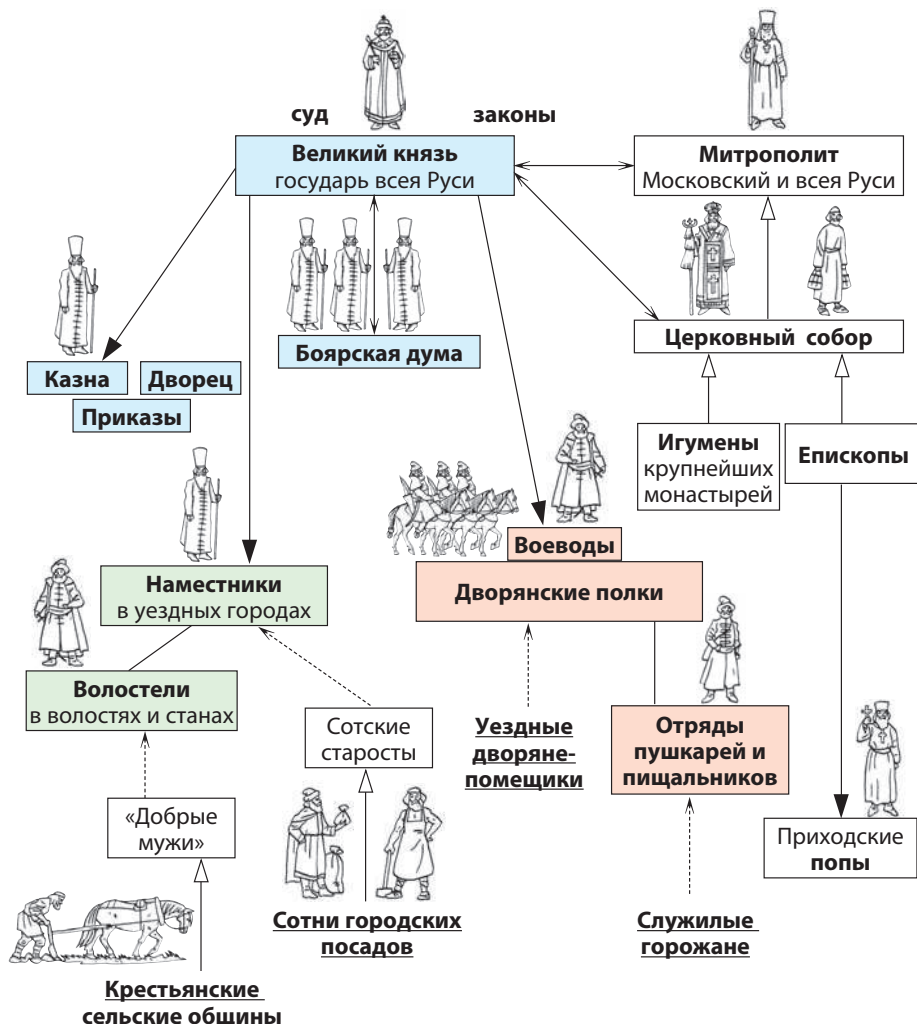 суд законы
Великий князь
государь всея Руси
Митрополит
Московский и всея Руси
Боярская дума
Церковный собор
Казна
Дворец
Приказы
Игумены
крупнейших
монастырей
Епископы
Воеводы
Дворянские полки
Наместники
в уездных городах
Волостели
в волостях и станах
Сотские
старосты
Уездные
дворяне-
помещики
Отряды
пушкарей и
пищальников
«Добрые
мужи»
Приходские
попы
Сотни городских
посадов
Служилые
горожане
Крестьянские
сельские общины